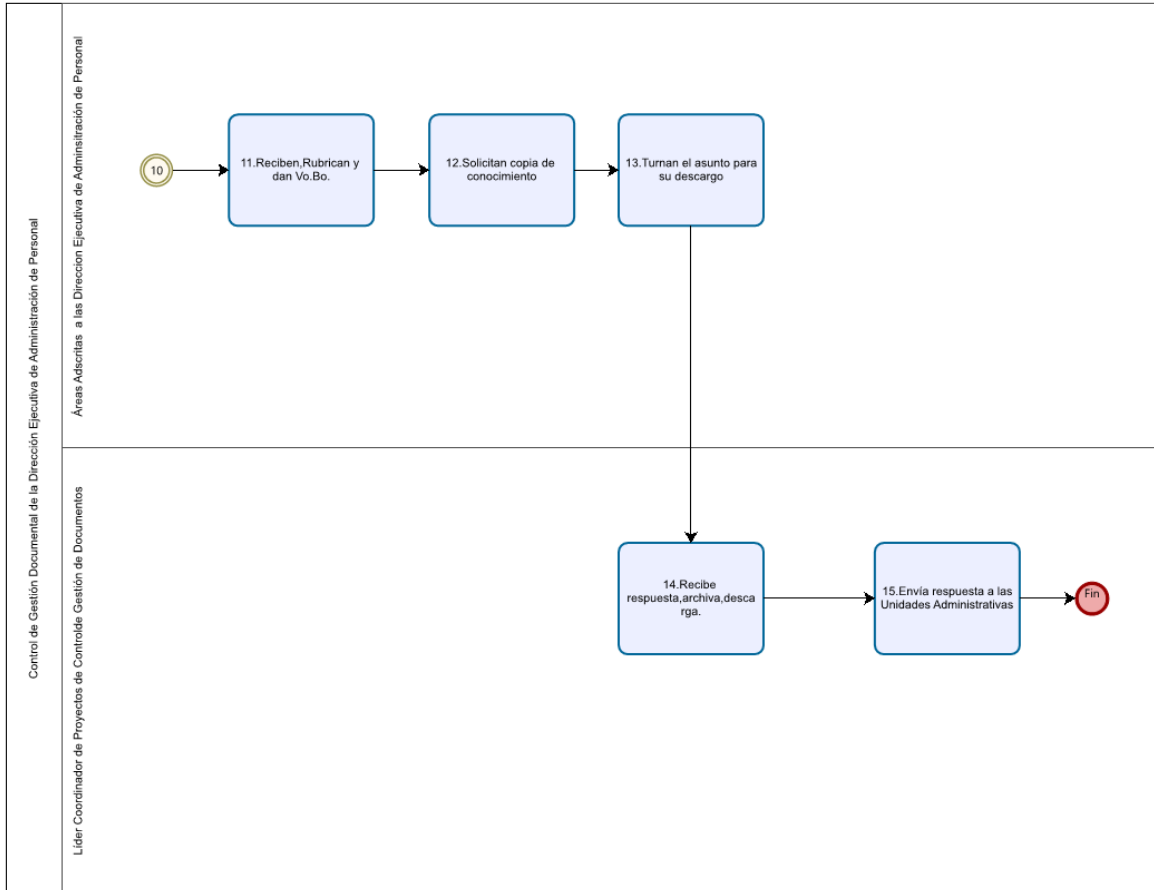 Control de Gestión Documental de la Dirección Ejecutiva de Administración de Personal
Áreas Adscritas a las Direccion Ejecutiva de Adminsitración de Personal
10
11.Reciben,Rubrican y
dan Vo.Bo.
12.Solicitan copia de
conocimiento
13.Turnan el asunto para
su descargo
Líder Coordinador de Proyectos de Controlde Gestión de Documentos
14.Recibe
respuesta,archiva,desca
rga.
15.Envía respuesta a las
Unidades Administrativas
Fin